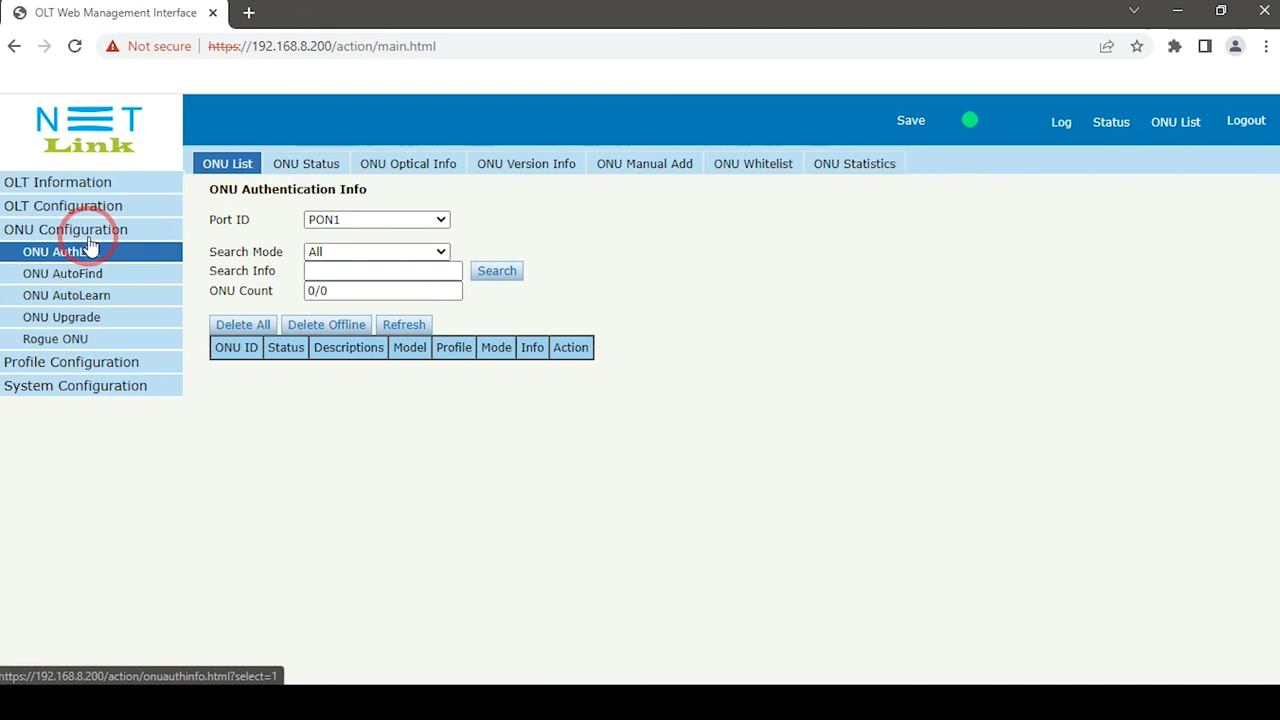 OLT Web Management Interface
Not secure
https://192.168.8.200/action/main.html
NET
Link
Save
Log
Status
ONU List
Logout
OLT Information
OLT Configuration
ONU Configuration
ONU AutoFind
ONU AutoLearn
ONU Upgrade
Rogue ONU
Profile Configuration
System Configuration
ONU List ONU Status ONU Optical Info ONU Version Info ONU Manual Add ONU Whitelist ONU Statistics
ONU Authentication Info
Port ID PON1
Search Mode All
Search Info Search
ONU Count 0/0
Delete All Delete Offline Refresh
ONU ID Status Descriptions Model Profile Mode Info Action
https://192.168.8.200/action/onuauthinfo.html?select=1